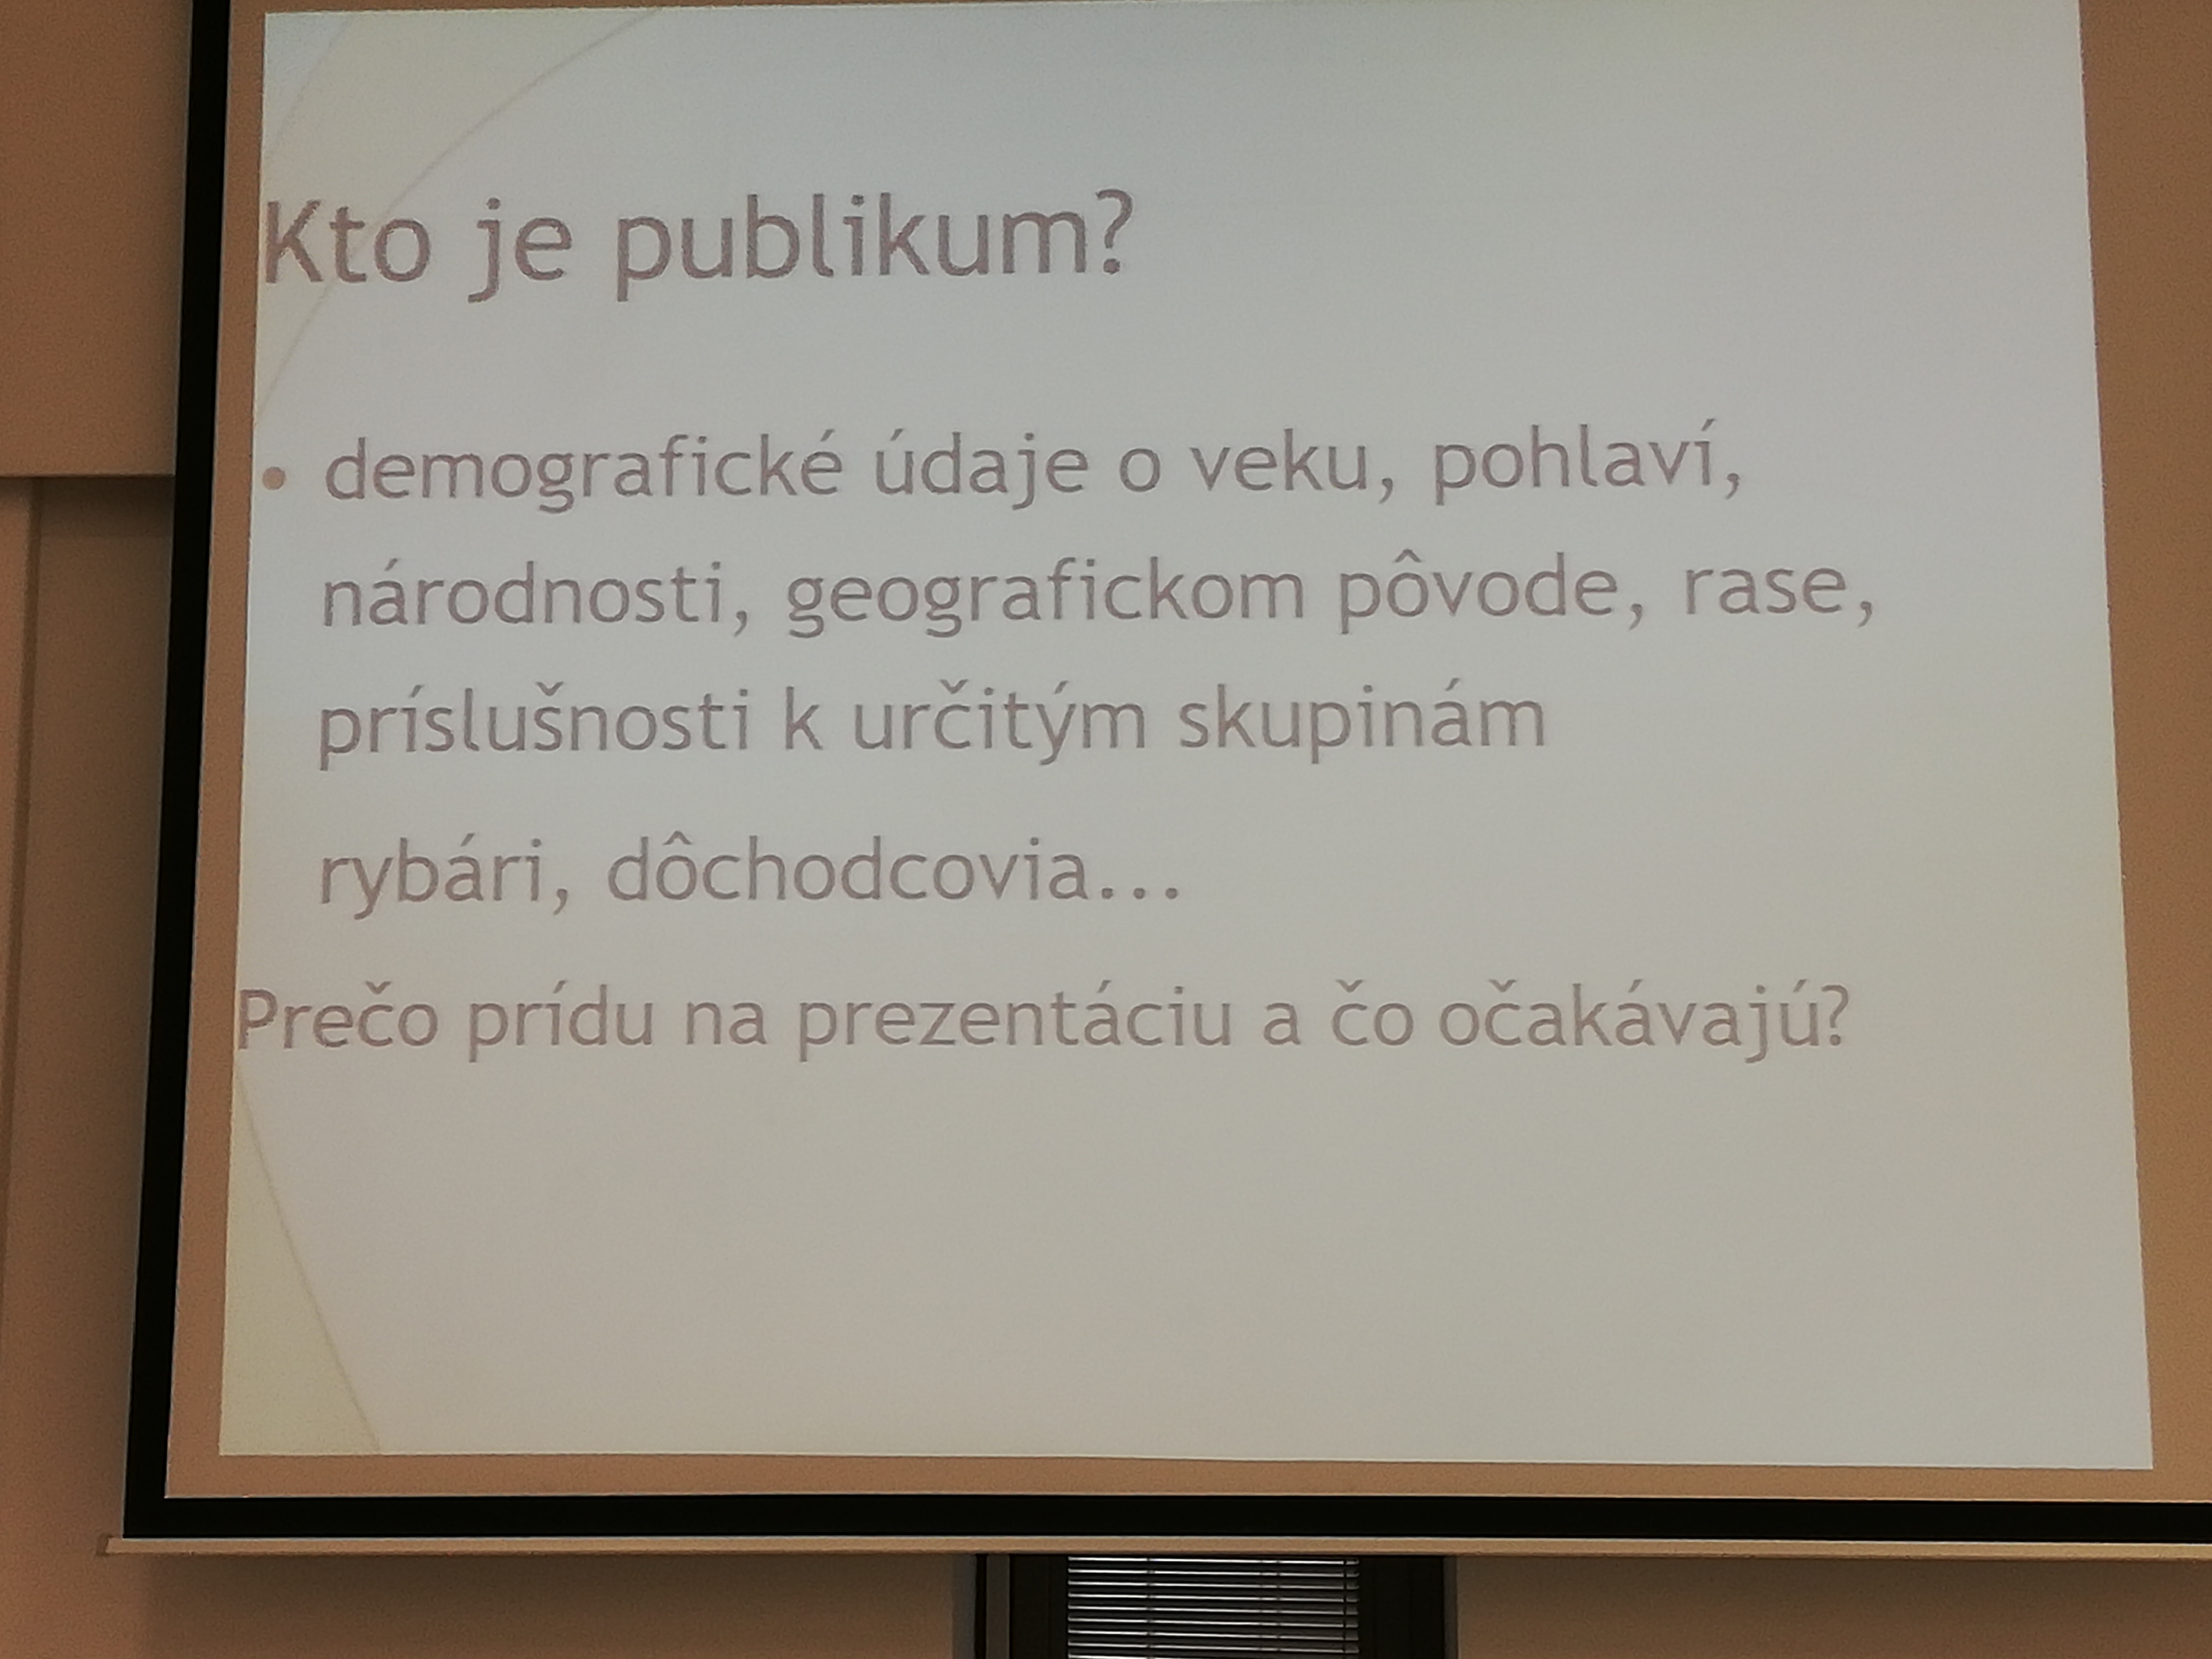 Kto je publikum?
• demografické údaje o veku, pohlaví,
národnosti, geografickom pôvode, rase,
príslušnosti k určitým skupinám
rybári, dôchodcovia...
Prečo prídu na prezentáciu a čo očakávajú?